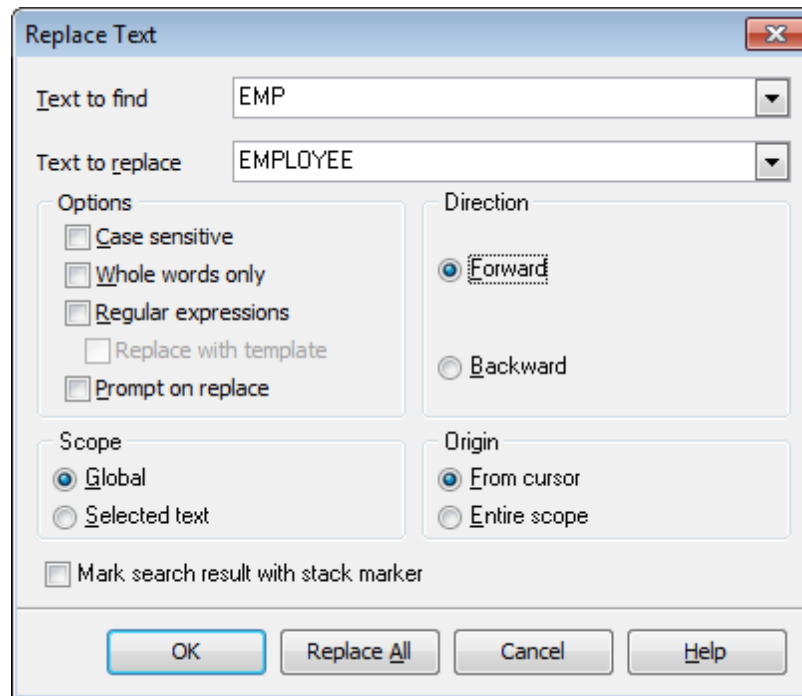 Replace Text
Text to find
EMP
Text to replace
EMPLOYEE
Options
Case sensitive
Whole words only
Regular expressions
Replace with template
Prompt on replace
Direction
Forward
Backward
Scope
Global
Selected text
Origin
From cursor
Entire scope
Mark search result with stack marker
OK
Replace All
Cancel
Help